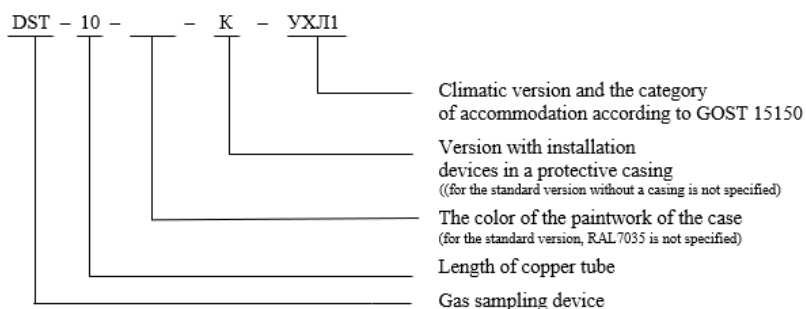 DST – 10 – ___ – К – УХЛ1
Climatic version and the category
of accommodation according to GOST 15150
Version with installation
devices in a protective casing
((for the standard version without a casing is not specified)
The color of the paintwork of the case
(for the standard version, RAL7035 is not specified)
Length of copper tube
Gas sampling device